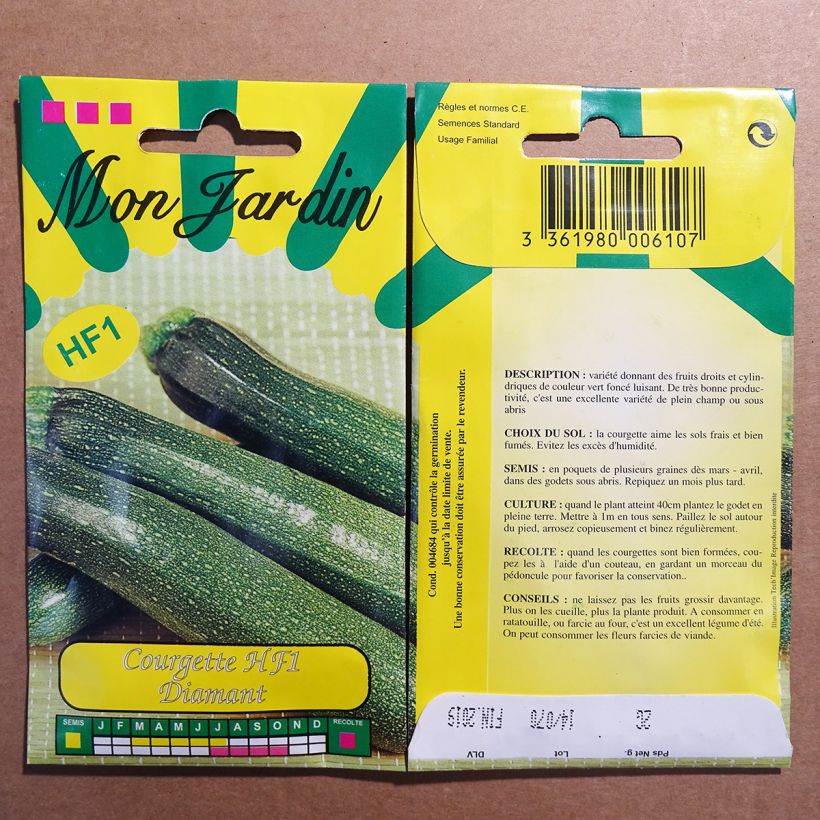 Mon Jardin
HF1
Courgette HF1
Diamant
SEMIS
J F M A M J J A S O N D
RECOLTE
Règles et normes C.E.
Semences Standard
Usage Familial
3 361980 006107
DESCRIPTION : variété donnant des fruits droits et cylin-
driques de couleur vert foncé luisant. De très bonne produc-
tivité, c'est une excellente variété de plein champ ou sous
abris
CHOIX DU SOL : la courgette aime les sols frais et bien
fumés. Evitez les excès d'humidité.
SEMIS : en poquets de plusieurs graines dès mars - avril,
dans des godets sous abris. Repiquez un mois plus tard.
CULTURE : quand le plant atteint 40cm plantez le godet en
pleine terre. Mettre à 1m en tous sens. Paillez le sol autour
du pied, arrosez copieusement et binez régulièrement.
RECOLTE : quand les courgettes sont bien formées, cou-
pez les à l'aide d'un couteau, en gardant un morceau du
pédoncule pour favoriser la conservation..
CONSEILS : ne laissez pas les fruits grossir davantage.
Plus on les cueille, plus la plante produit. A consommer en
ratatouille, ou farcie au four, c'est un excellent légume d'été.
On peut consommer les fleurs farcies de viande.
Cond. 004684 qui contrôle la germination
jusqu'à la date limite de vente.
Une bonne conservation doit être assurée par le revendeur.
Illustration Tech'Image Reproduction interdite
Pds Net g. Lot DLV
2G 14/070 FIN.2019